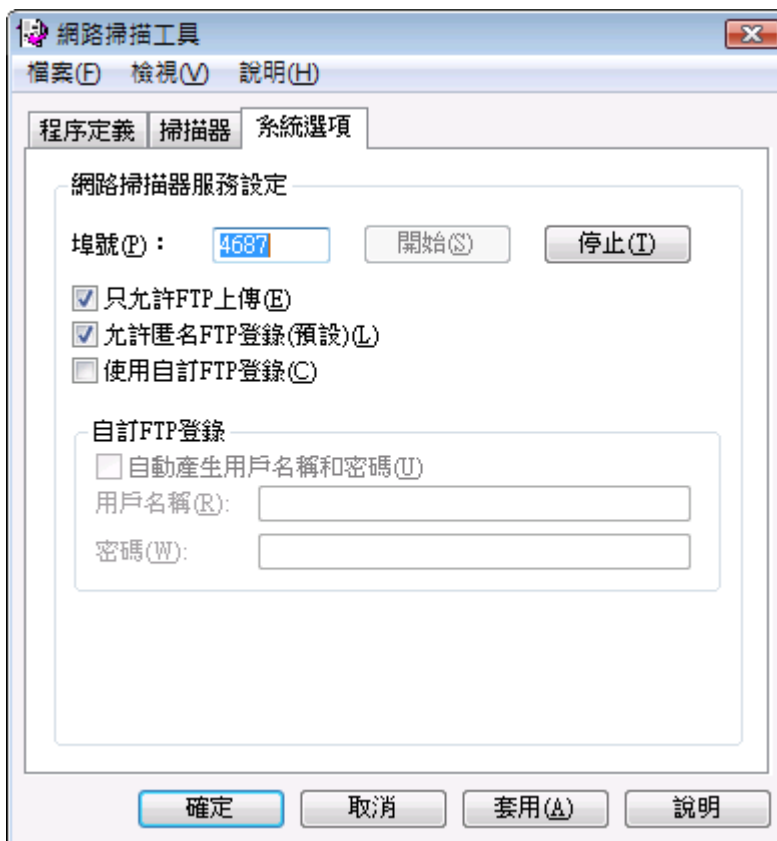 網路掃描工具
檔案(F) 檢視(V) 說明(H)
程序定義 掃描器 系統選項
網路掃描器服務設定
埠號(P)： 4687 開始(S) 停止(T)
只允許FTP上傳(E)
允許匿名FTP登錄(預設)(L)
使用自訂FTP登錄(C)
自訂FTP登錄
自動產生用戶名稱和密碼(U)
用戶名稱(R):
密碼(W):
確定 取消 套用(A) 說明